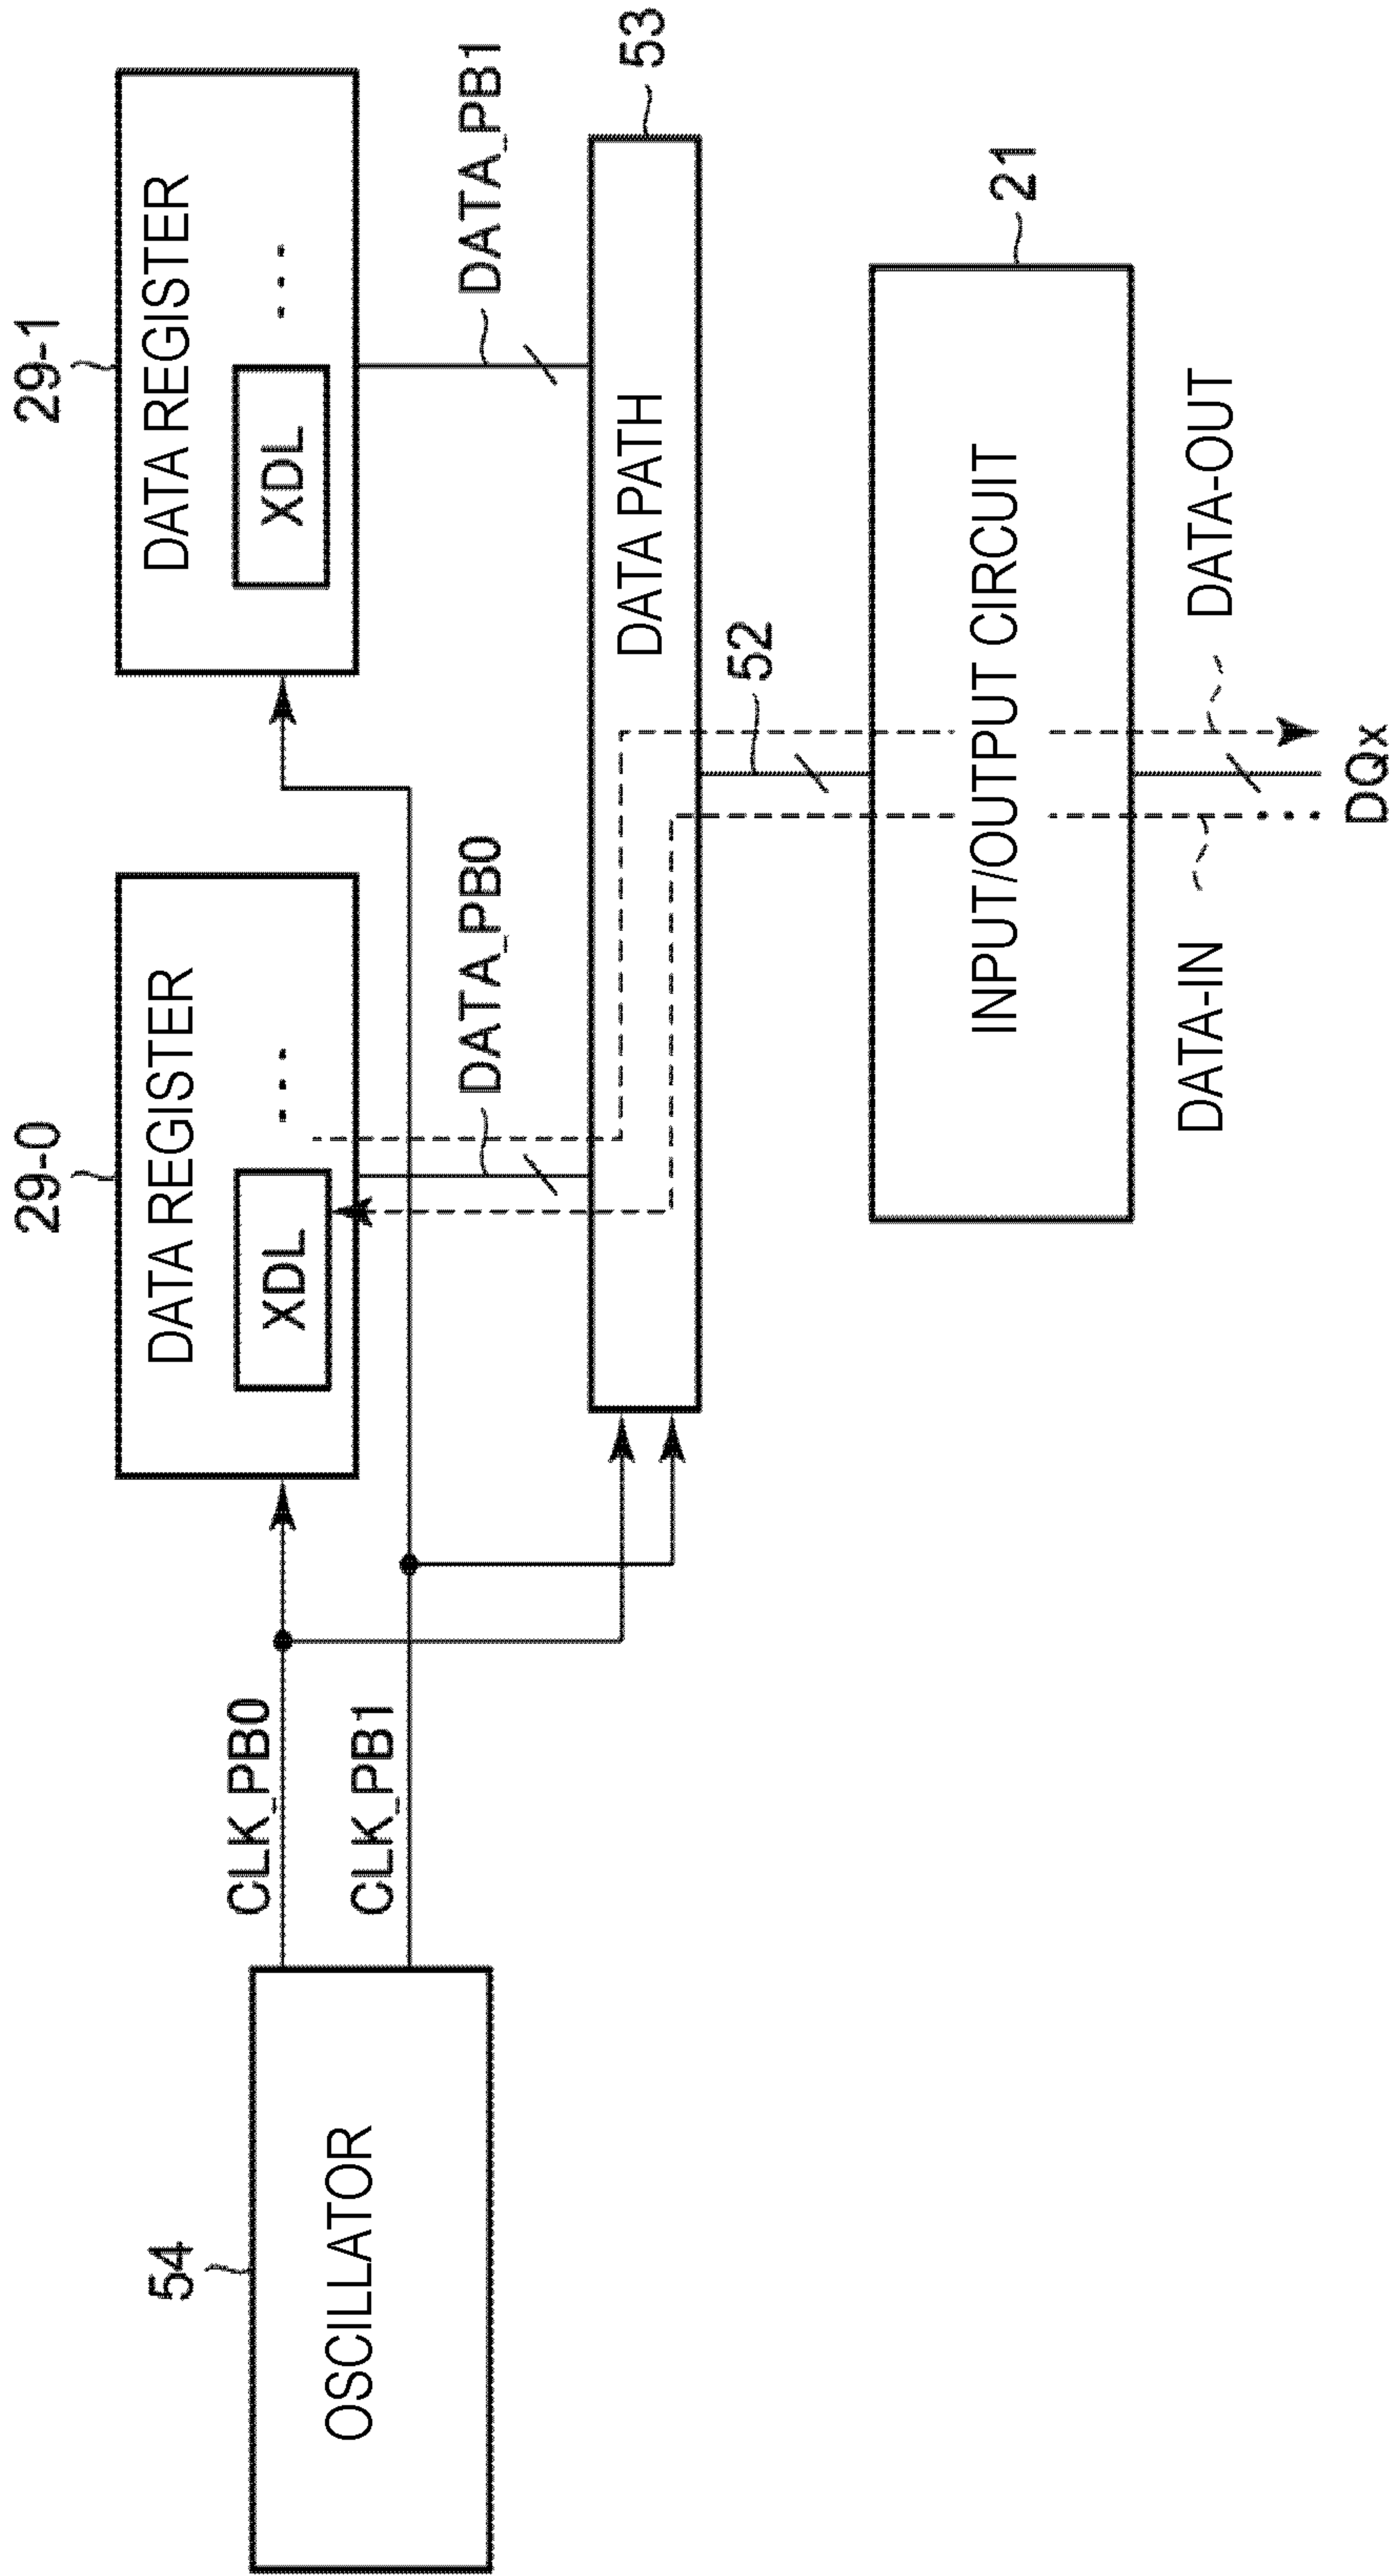 29-0
29-1
DATA REGISTER
DATA REGISTER
XDL
...
XDL
...
54
OSCILLATOR
CLK_PB0
CLK_PB1
DATA_PB0
DATA_PB1
53
DATA PATH
52
21
INPUT/OUTPUT CIRCUIT
DATA-IN
DATA-OUT
DQx